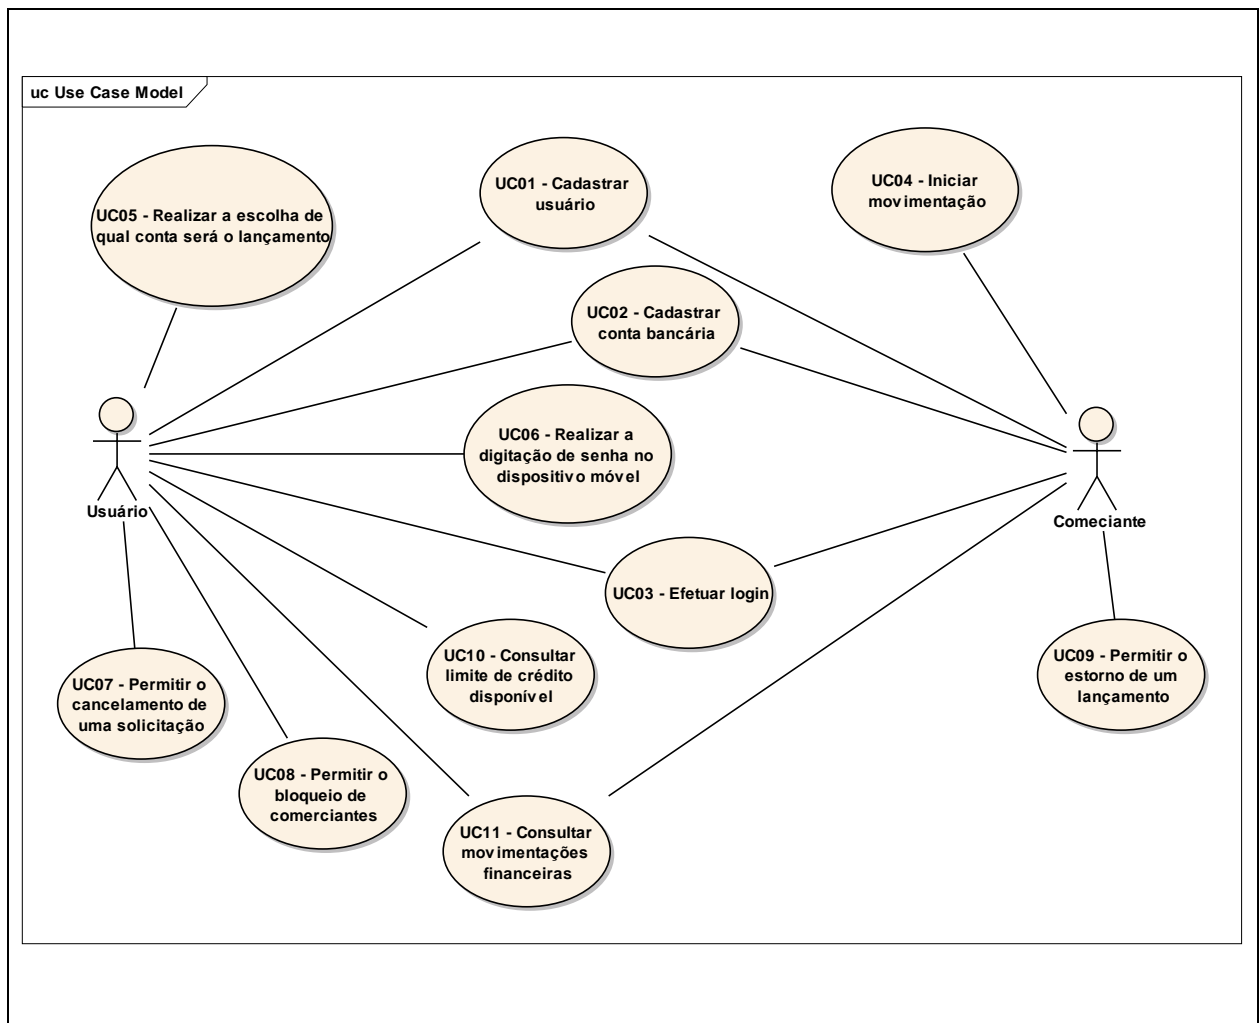 uc Use Case Model
UC05 - Realizar a escolha de
qual conta será o lançamento
UC01 - Cadastrar
usuário
UC04 - Iniciar
movimentação
UC02 - Cadastrar
conta bancária
UC06 - Realizar a
digitação de senha no
dispositivo móvel
Usuário
Comeciante
UC03 - Efetuar login
UC10 - Consultar
limite de crédito
disponível
UC09 - Permitir o
estorno de um
lançamento
UC07 - Permitir o
cancelamento de
uma solicitação
UC08 - Permitir o
bloqueio de
comerciantes
UC11 - Consultar
movimentações
financeiras